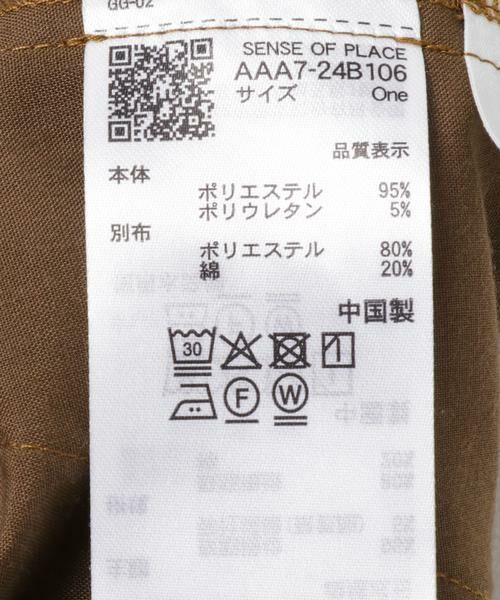 GG-02
SENSE OF PLACE
AAA7-24B106
サイズ One
品質表示
本体
ポリエステル 95%
ポリウレタン 5%
別布
ポリエステル 80%
綿 20%
中国製
30
F W